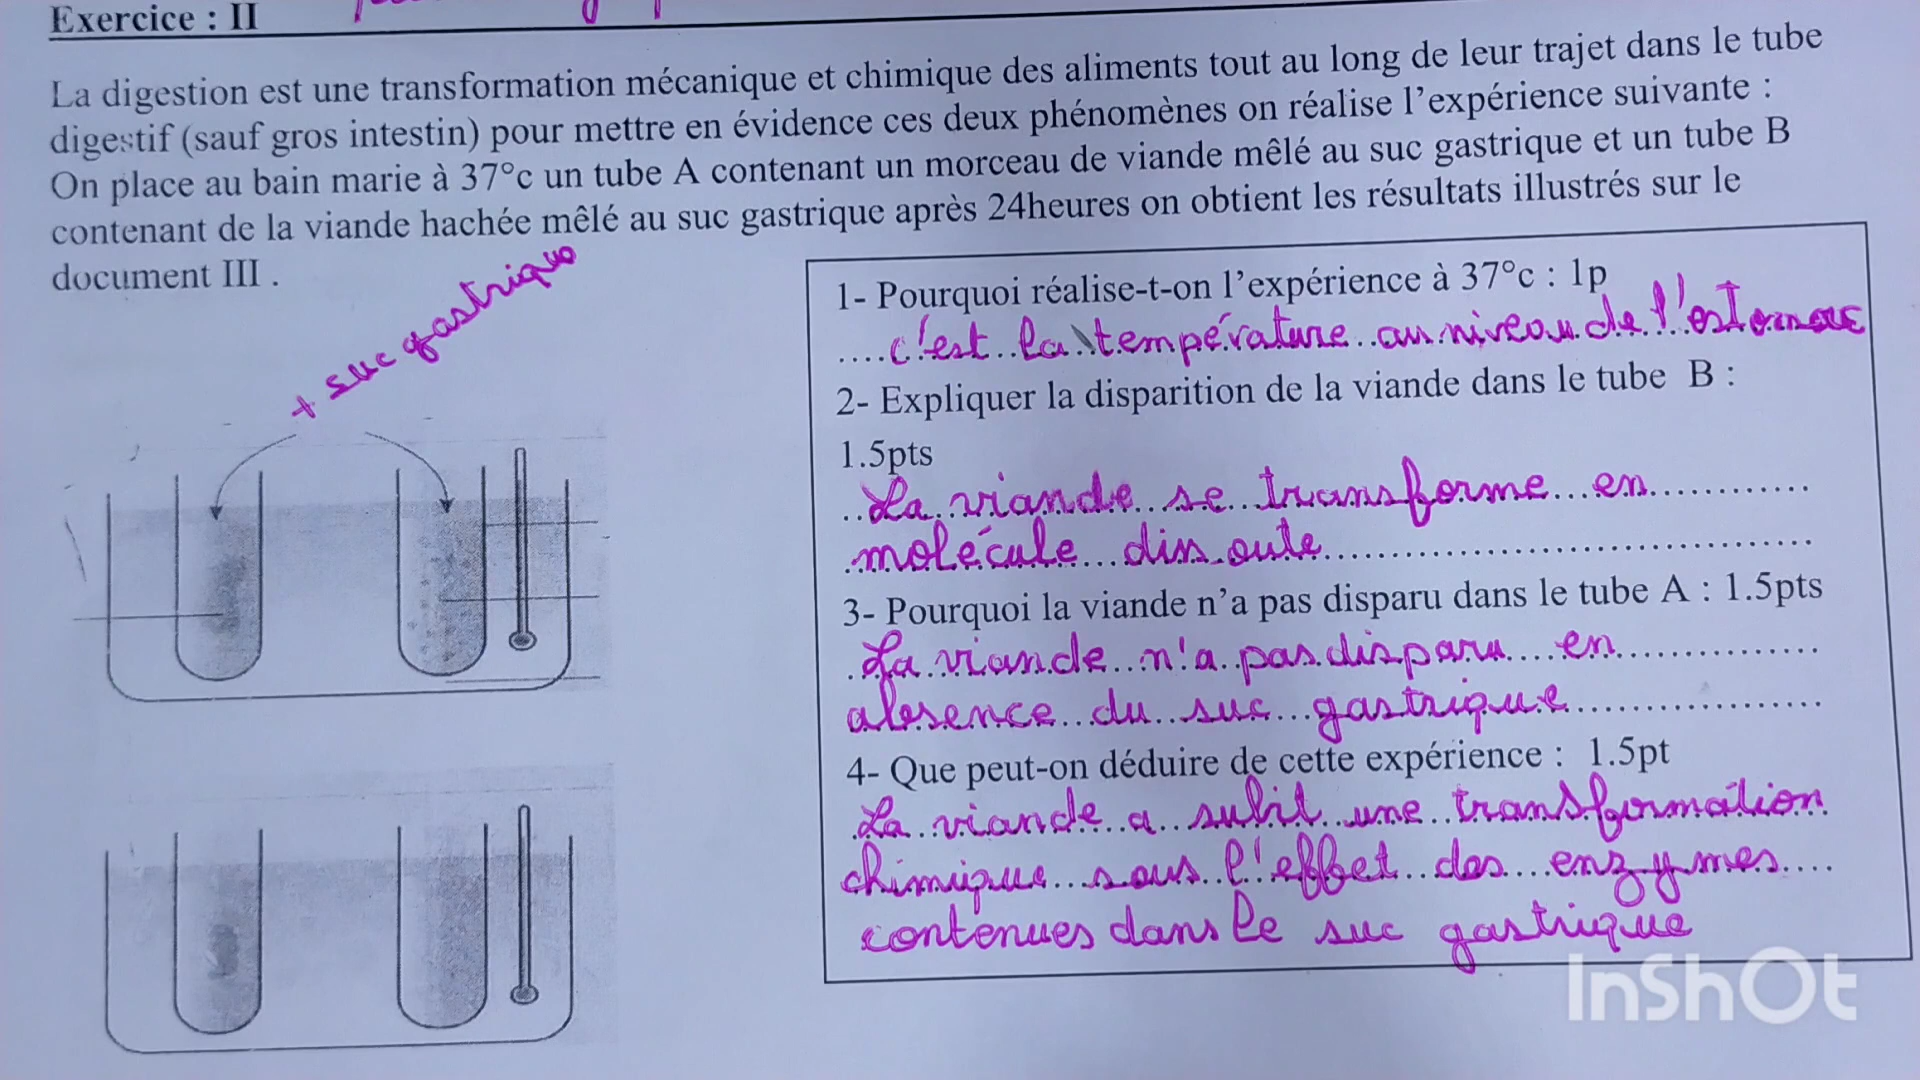 Exercice : II
La digestion est une transformation mécanique et chimique des aliments tout au long de leur trajet dans le tube
digestif (sauf gros intestin) pour mettre en évidence ces deux phénomènes on réalise l'expérience suivante :
On place au bain marie à 37°c un tube A contenant un morceau de viande mêlé au suc gastrique et un tube B
contenant de la viande hachée mêlé au suc gastrique après 24heures on obtient les résultats illustrés sur le
document III .
+ suc gastrique
1- Pourquoi réalise-t-on l'expérience à 37°c : 1p
....c'est la température au niveau de l'estomac
2- Expliquer la disparition de la viande dans le tube B :
1.5pts
La viande se transforme en
molécule dissoute
3- Pourquoi la viande n'a pas disparu dans le tube A : 1.5pts
La viande n'a pas disparu en
absence du suc gastrique
4- Que peut-on déduire de cette expérience : 1.5pt
La viande a subit une transformation
chimique sous l'effet des enzymes
contenues dans le suc gastrique
InShOt